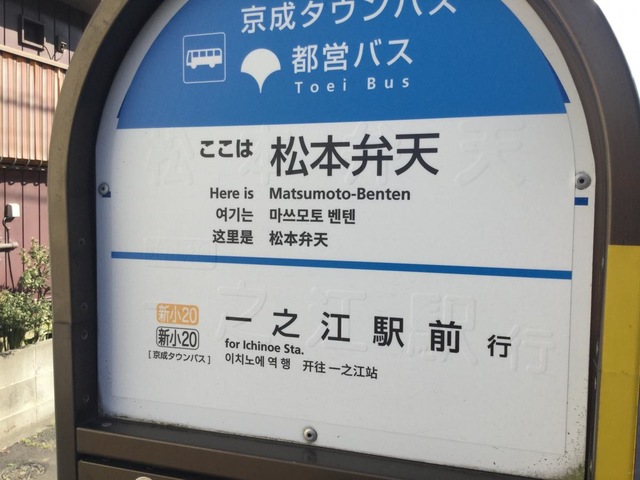 京成タウンバス
都営バス
Toei Bus
ここは 松本弁天
Here is Matsumoto-Benten
여기는 마쓰모토 벤텐
这里是 松本弁天
新小20
新小20
[京成タウンバス]
一之江駅前 行
for Ichinoe Sta.
이치노에 역 행 开往 一之江站